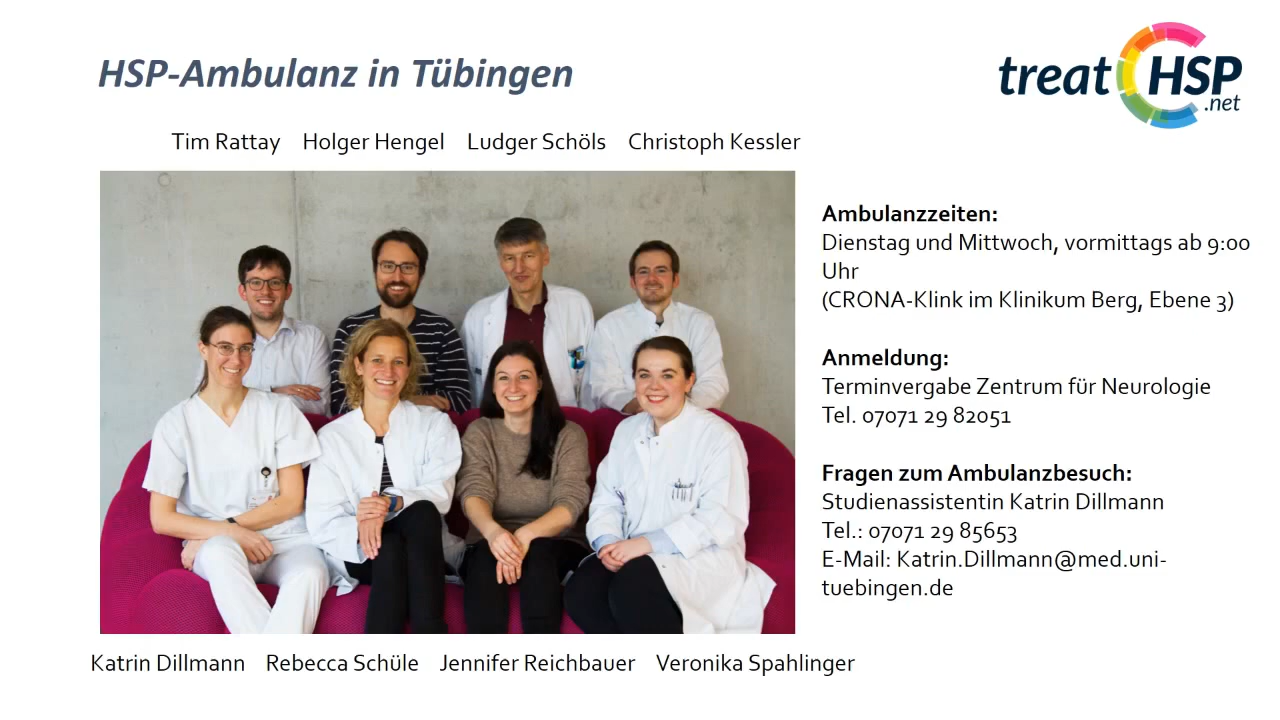 HSP-Ambulanz in Tübingen
treat HSP
.net
Tim Rattay Holger Hengel Ludger Schöls Christoph Kessler
Ambulanzzeiten:
Dienstag und Mittwoch, vormittags ab 9:00
Uhr
(CRONA-Klink im Klinikum Berg, Ebene 3)
Anmeldung:
Terminvergabe Zentrum für Neurologie
Tel. 07071 29 82051
Fragen zum Ambulanzbesuch:
Studienassistentin Katrin Dillmann
Tel.: 07071 29 85653
E-Mail: Katrin.Dillmann@med.uni-
tuebingen.de
Katrin Dillmann Rebecca Schüle Jennifer Reichbauer Veronika Spahlinger